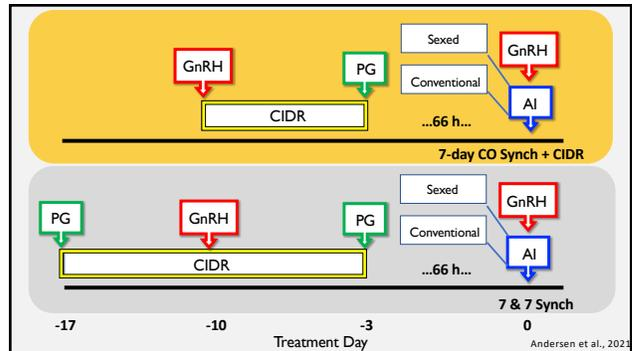 Sexed
GnRH
GnRH
PG
Conventional
AI
CIDR
...66 h...
7-day CO Synch + CIDR
Sexed
GnRH
PG
GnRH
PG
Conventional
AI
CIDR
...66 h...
7 & 7 Synch
-17 -10 -3 0
Treatment Day
Andersen et al., 2021